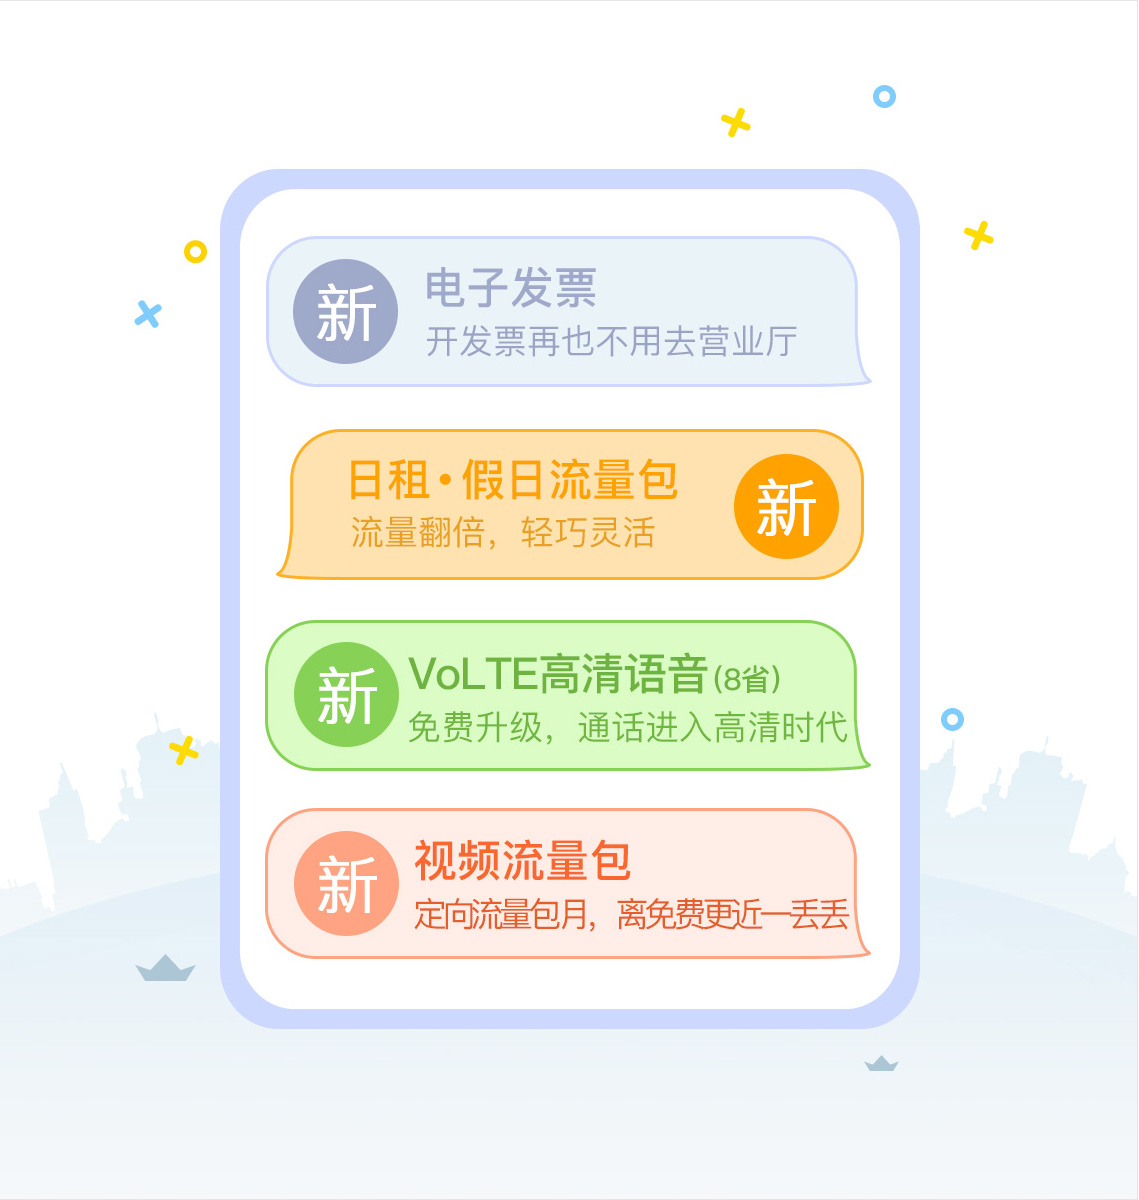 新
电子发票
开发票再也不用去营业厅
日租·假日流量包
流量翻倍，轻巧灵活
新
新
VoLTE高清语音(8省)
免费升级，通话进入高清时代
新
视频流量包
定向流量包月，离免费更近一丢丢